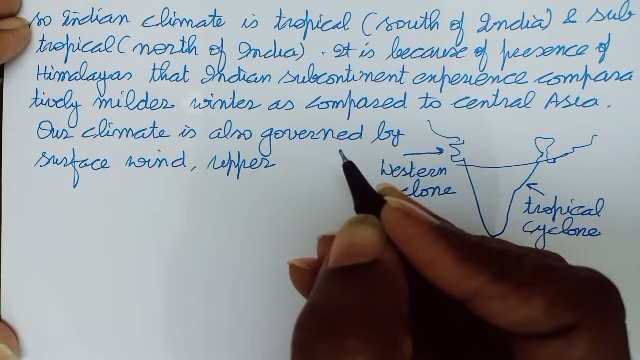 so Indian climate is tropical (south of India) & sub
tropical (north of India). It is because of presence of
Himalayas that Indian subcontinent experience compara
tively milder winter as compared to central Asia.
Our climate is also governed by
surface wind, upper
Western
clone
tropical
cyclone